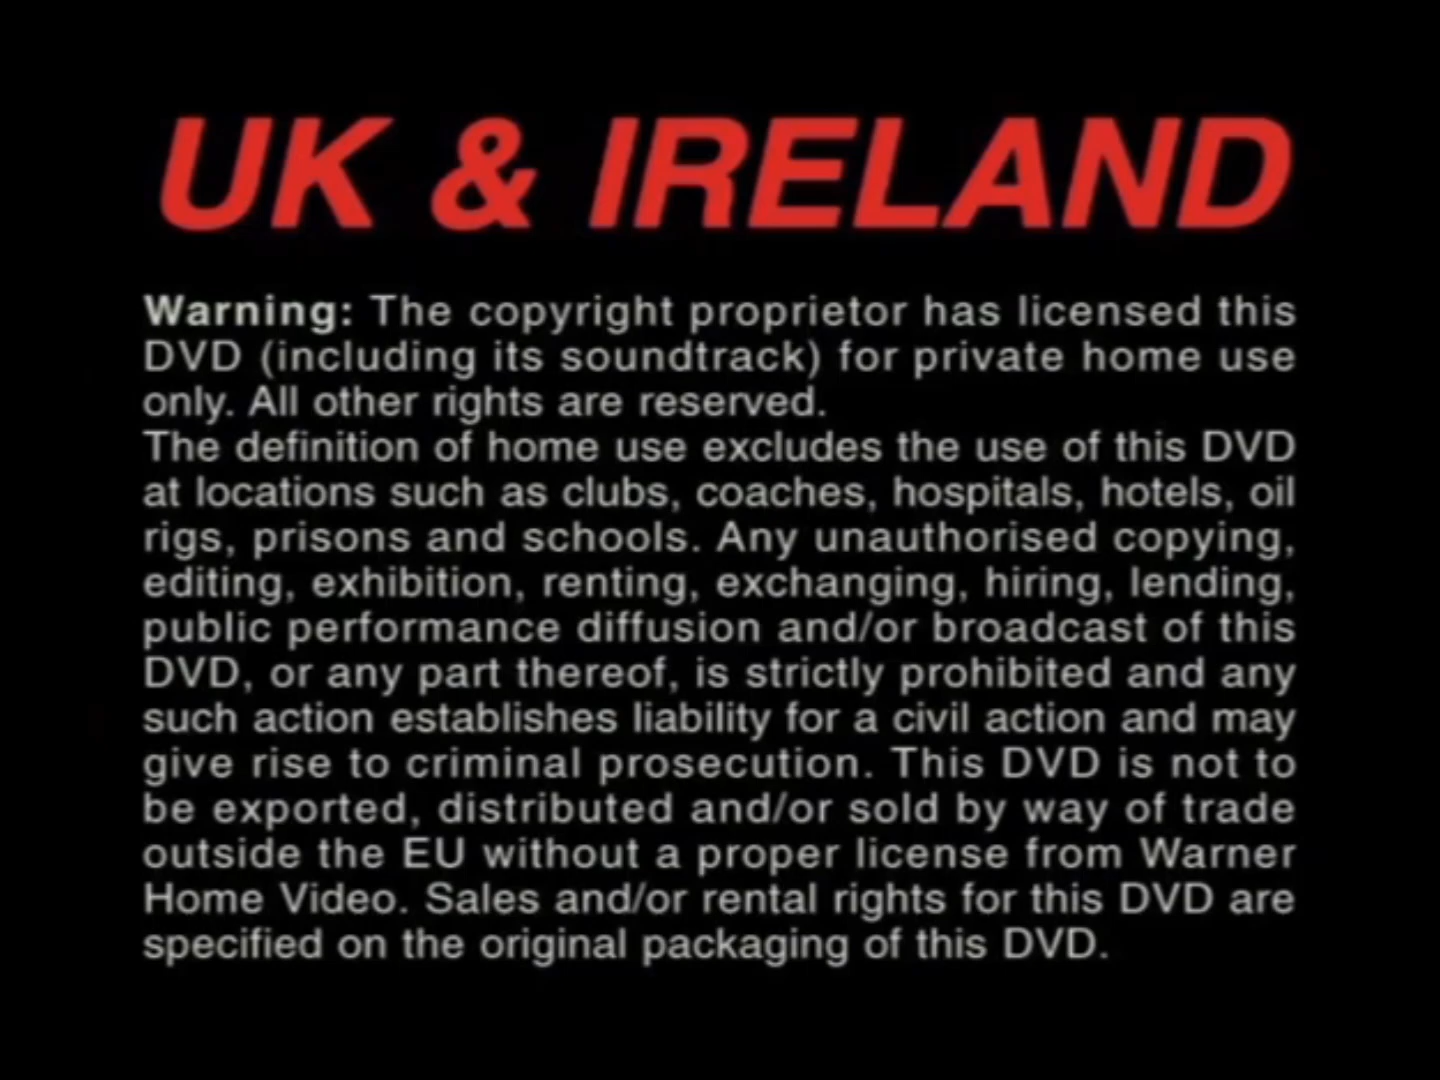 UK & IRELAND
Warning: The copyright proprietor has licensed this
DVD (including its soundtrack) for private home use
only. All other rights are reserved.
The definition of home use excludes the use of this DVD
at locations such as clubs, coaches, hospitals, hotels, oil
rigs, prisons and schools. Any unauthorised copying,
editing, exhibition, renting, exchanging, hiring, lending,
public performance diffusion and/or broadcast of this
DVD, or any part thereof, is strictly prohibited and any
such action establishes liability for a civil action and may
give rise to criminal prosecution. This DVD is not to
be exported, distributed and/or sold by way of trade
outside the EU without a proper license from Warner
Home Video. Sales and/or rental rights for this DVD are
specified on the original packaging of this DVD.